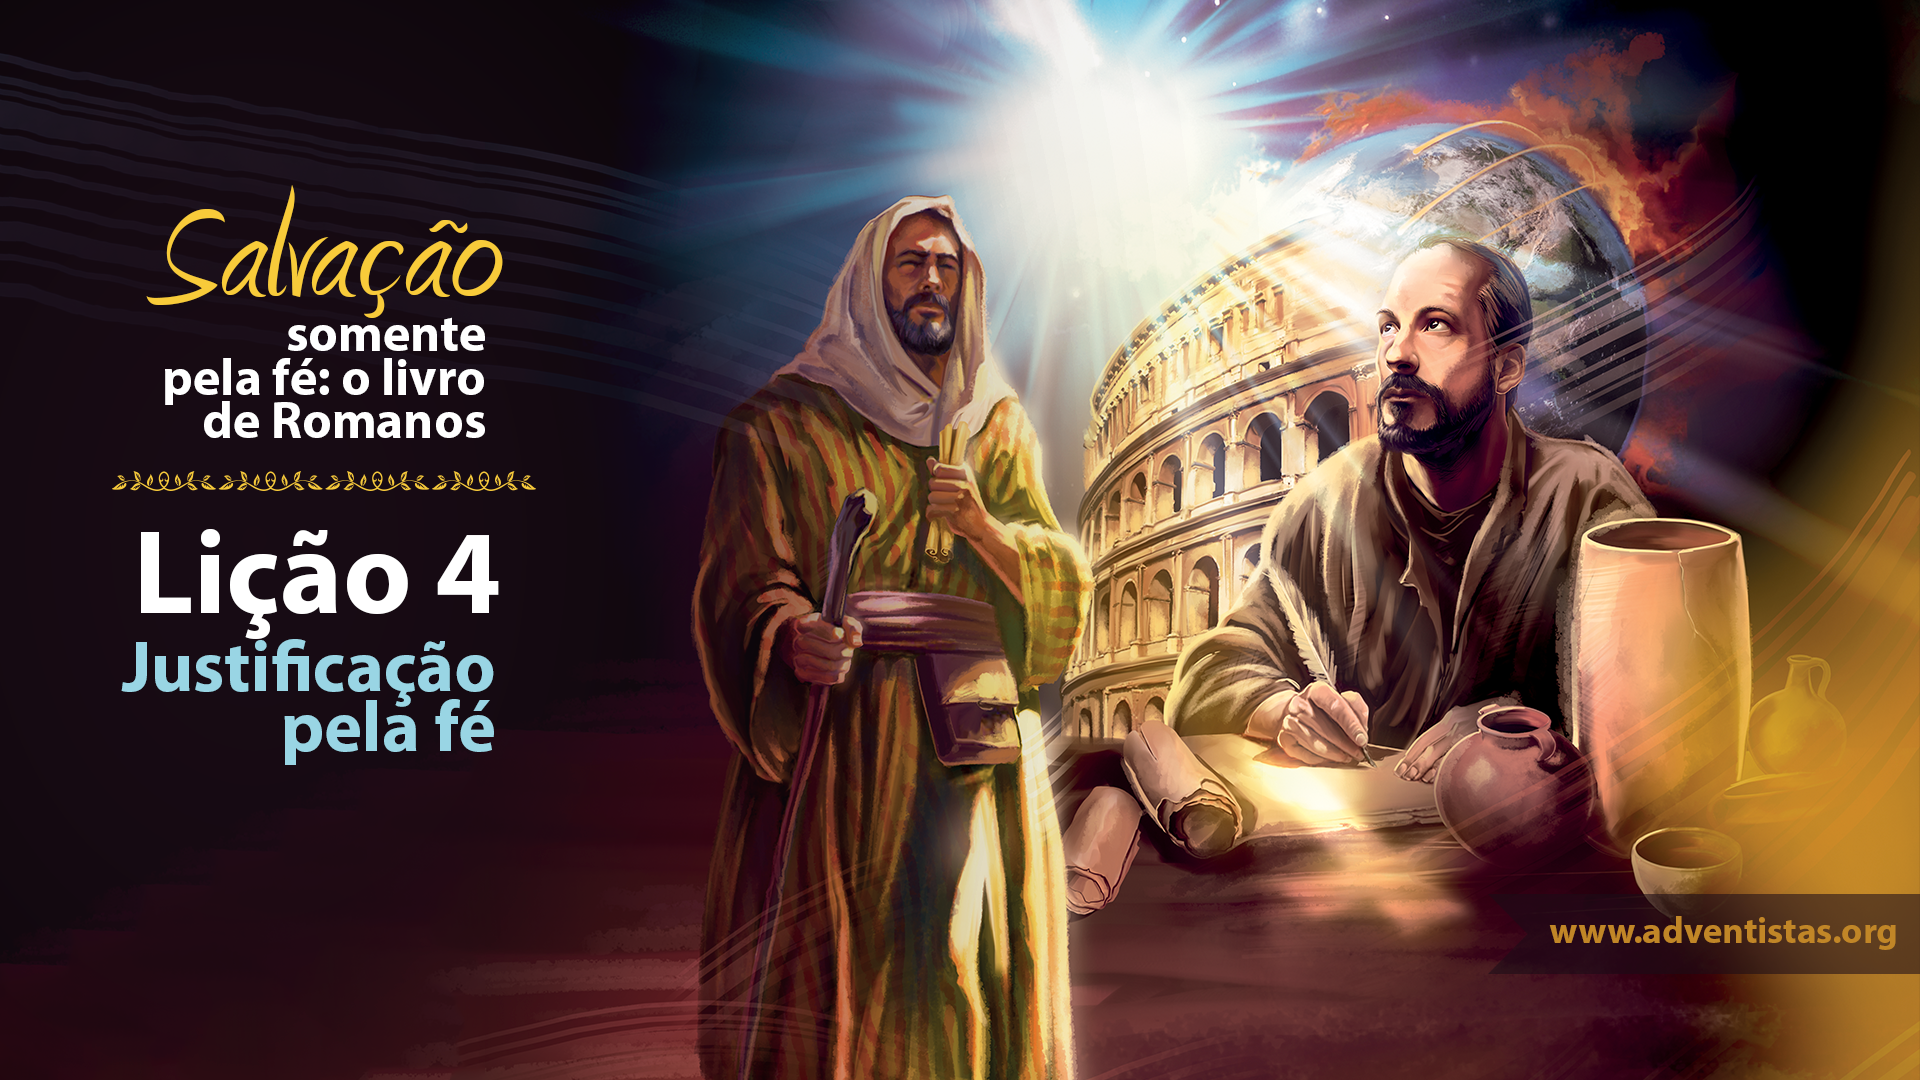 Salvação
somente
pela fé: o livro
de Romanos
Lição 4
Justificação
pela fé
www.adventistas.org